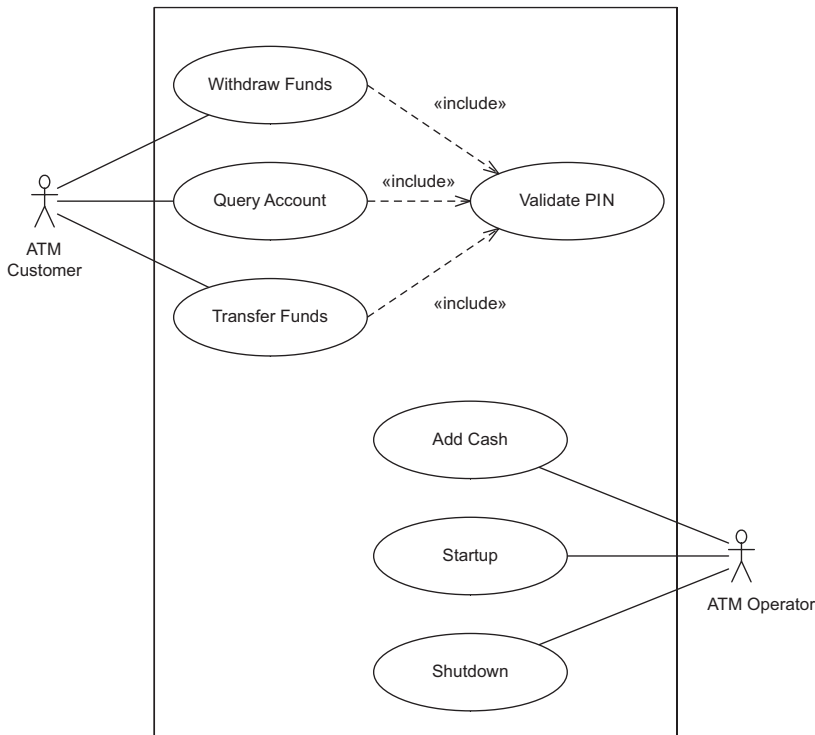 Withdraw Funds
«include»
«include»
Query Account
Validate PIN
ATM
Customer
«include»
Transfer Funds
Add Cash
Startup
ATM Operator
Shutdown